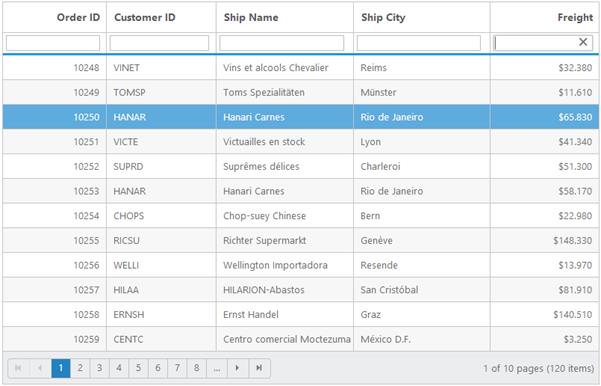 Order ID Customer ID Ship Name Ship City Freight
10248 VINET Vins et alcools Chevalier Reims $32.380
10249 TOMSP Toms Spezialitäten Münster $11.610
10250 HANAR Hanari Carnes Rio de Janeiro $65.830
10251 VICTE Victuailles en stock Lyon $41.340
10252 SUPRD Suprêmes délices Charleroi $51.300
10253 HANAR Hanari Carnes Rio de Janeiro $58.170
10254 CHOPS Chop-suey Chinese Bern $22.980
10255 RICSU Richter Supermarkt Genève $148.330
10256 WELLI Wellington Importadora Resende $13.970
10257 HILAA HILARION-Abastos San Cristóbal $81.910
10258 ERNSH Ernst Handel Graz $140.510
10259 CENTC Centro comercial Moctezuma México D.F. $3.250
1 2 3 4 5 6 7 8 ... 1 of 10 pages (120 items)